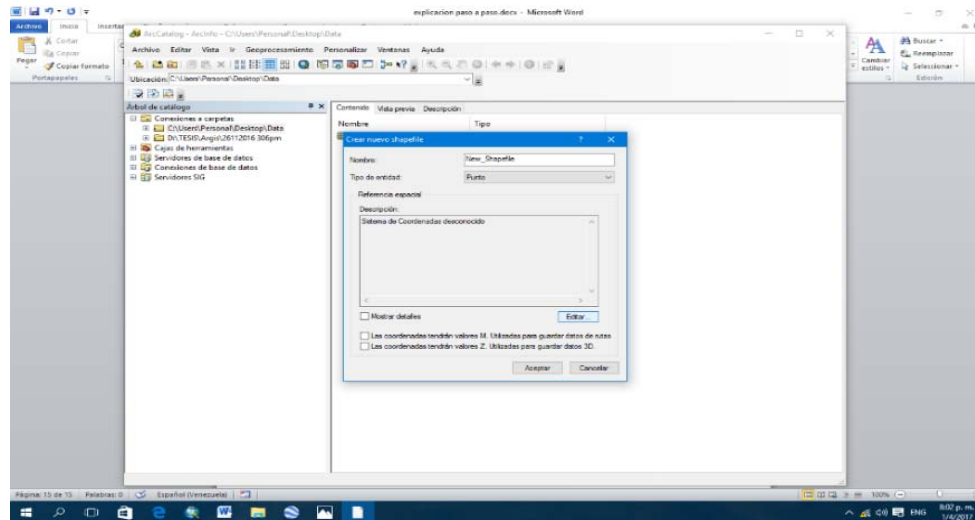 explicacion paso a paso.docx - Microsoft Word
Archivo
Inicio
Insertar
Pegar
Cortar
Copiar
Copiar formato
Portapapeles
Buscar
Reemplazar
Seleccionar
Edición
Cambiar estilos
ArcCatalog - ArcInfo - C:\Users\Personal\Desktop\Data
Archivo Editar Vista Ir Geoprocesamiento Personalizar Ventanas Ayuda
Ubicación: C:\Users\Personal\Desktop\Data
Árbol de catálogo
Conexiones a carpetas
C:\Users\Personal\Desktop\Data
D:\TESIS\Argis\26112016 306pm
Cajas de herramientas
Servidores de base de datos
Conexiones de base de datos
Servidores SIG
Contenido Vista previa Descripción
Nombre Tipo
Crear nuevo shapefile
Nombre: New_Shapefile
Tipo de entidad: Punto
Referencia espacial
Descripción:
Sistema de Coordenadas desconocido
Mostrar detalles
Editar...
Las coordenadas tendrán valores M. Utilizadas para guardar datos de rutas
Las coordenadas tendrán valores Z. Utilizadas para guardar datos 3D.
Aceptar Cancelar
Página: 15 de 15 Palabras: 0 Español (Venezuela) 100%
ENG
8:02 p. m.
1/4/2017